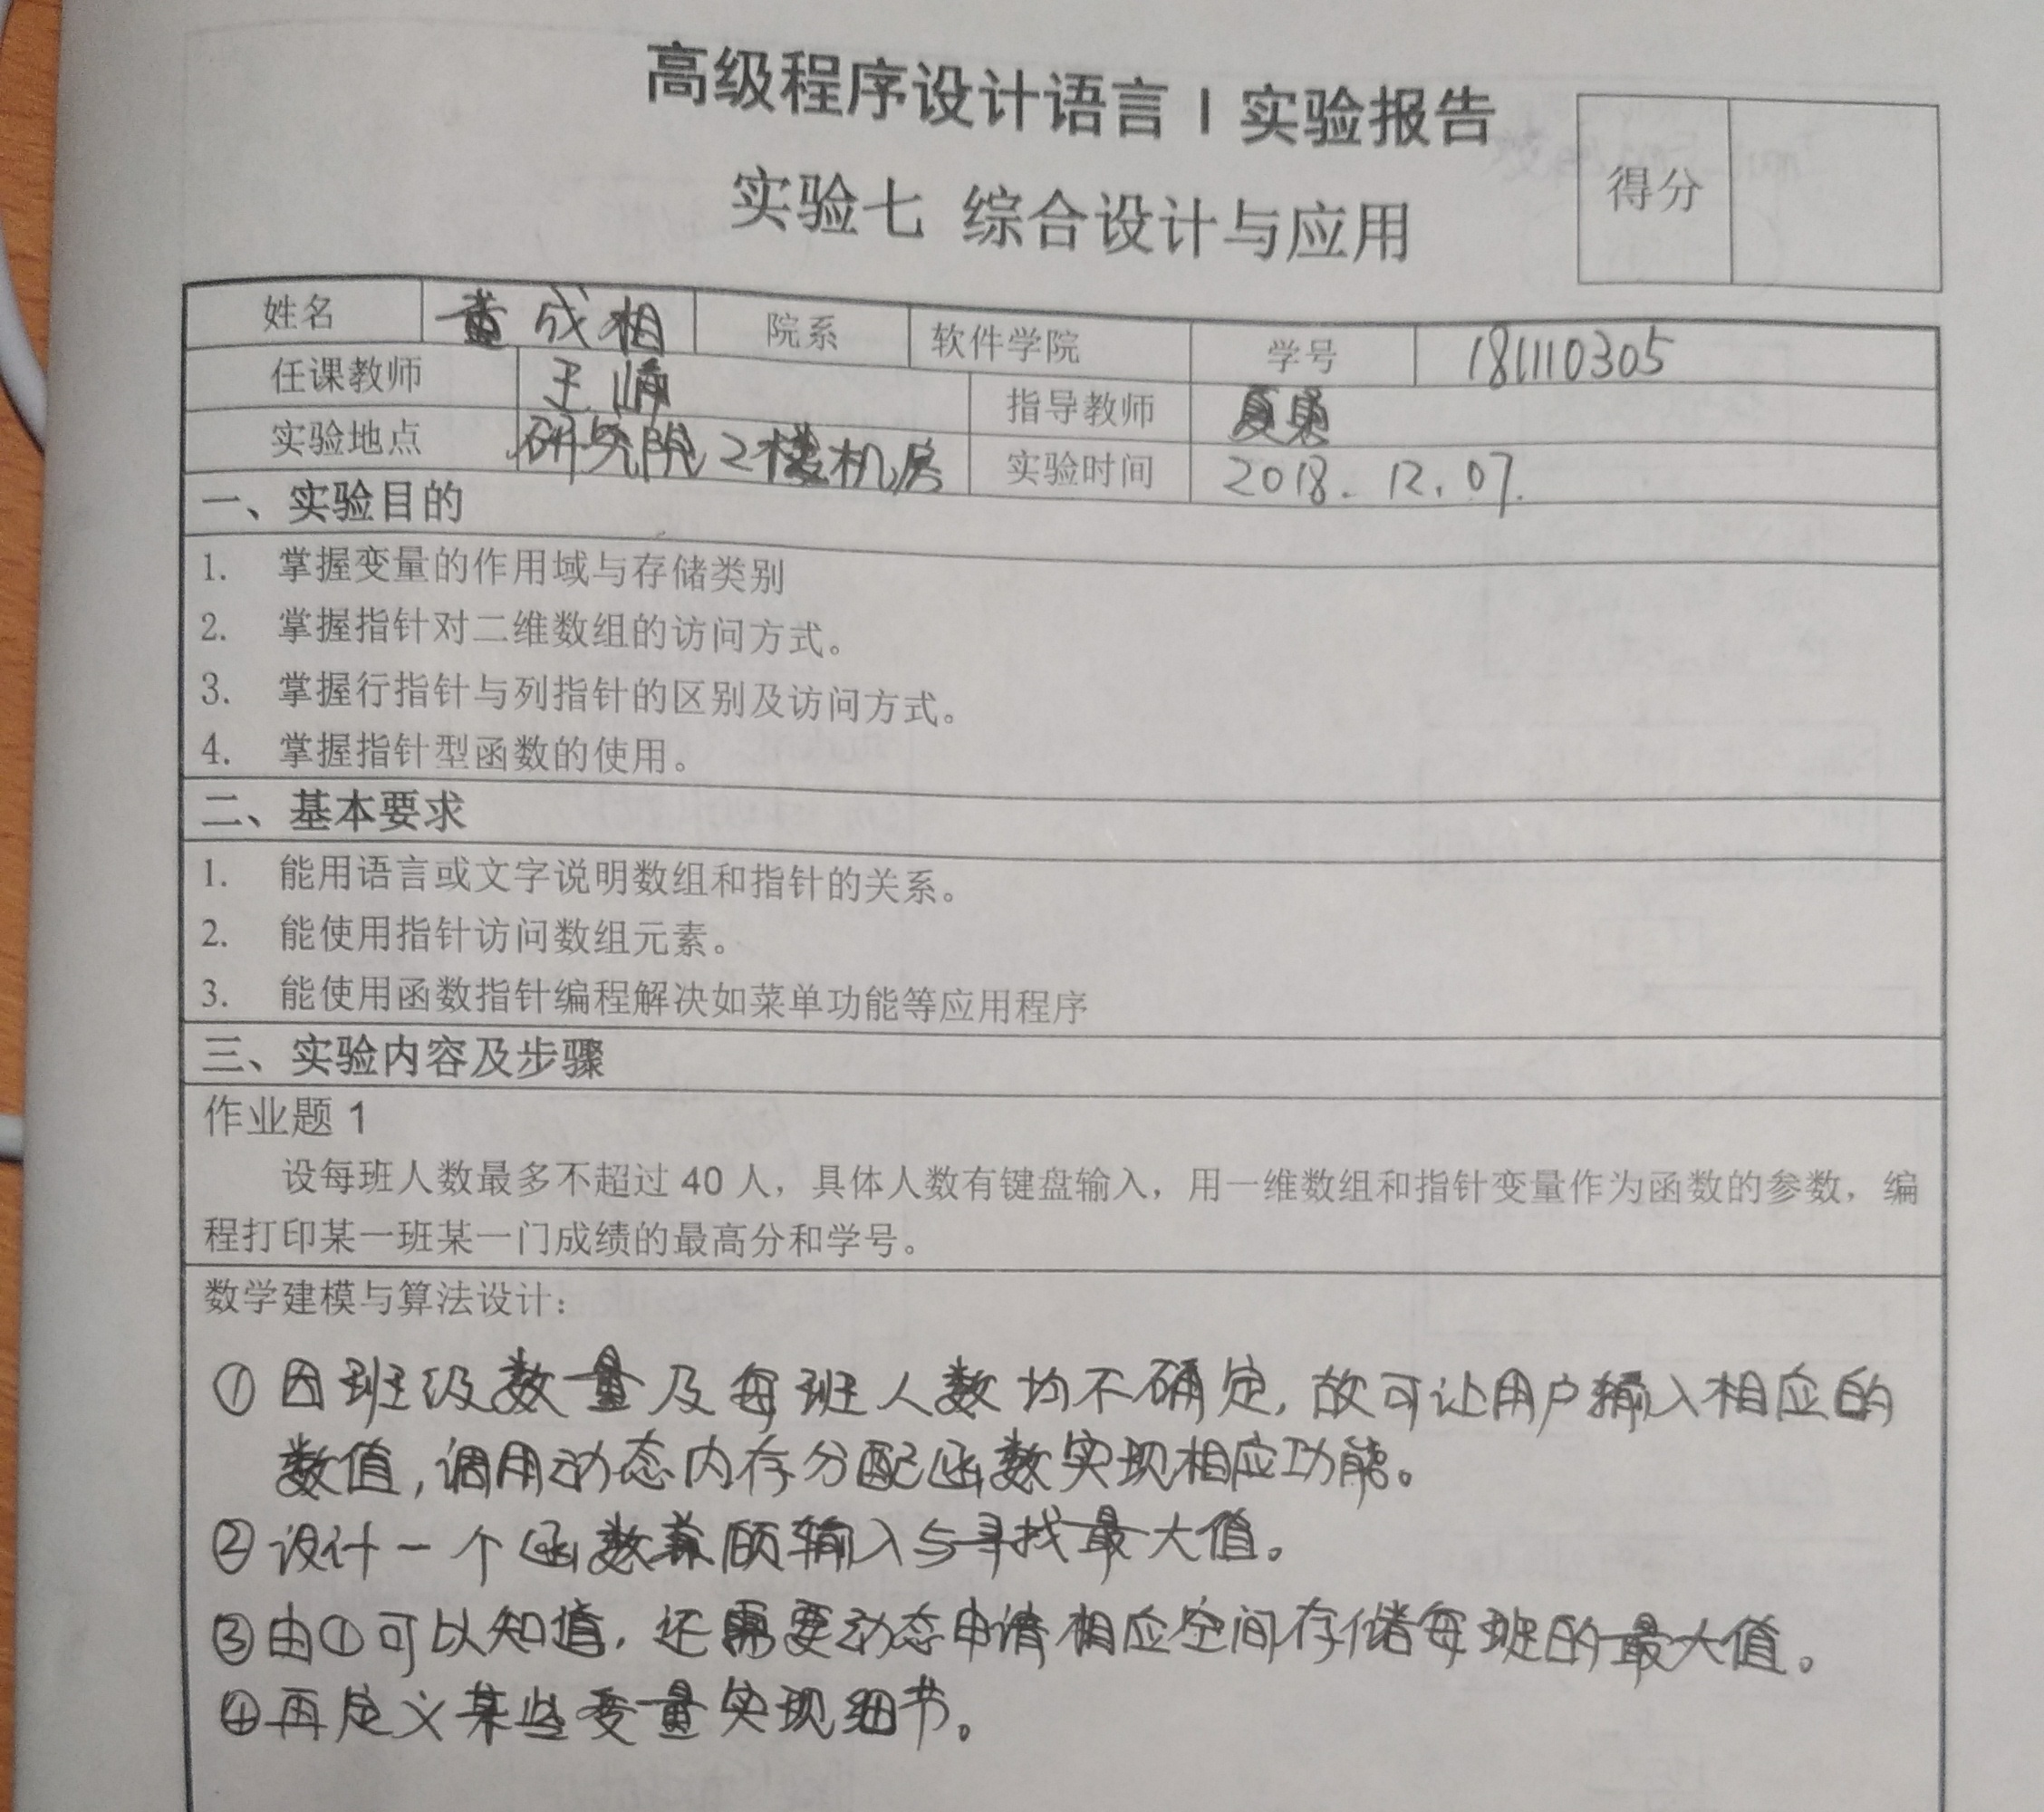 高级程序设计语言 I 实验报告
实验七 综合设计与应用
得分
姓名 黄成相 院系 软件学院 学号 181110305
任课教师 王峥 指导教师 夏勇
实验地点 研究院2楼机房 实验时间 2018.12.07.
一、实验目的
1. 掌握变量的作用域与存储类别
2. 掌握指针对二维数组的访问方式。
3. 掌握行指针与列指针的区别及访问方式。
4. 掌握指针型函数的使用。
二、基本要求
1. 能用语言或文字说明数组和指针的关系。
2. 能使用指针访问数组元素。
3. 能使用函数指针编程解决如菜单功能等应用程序
三、实验内容及步骤
作业题 1
设每班人数最多不超过 40 人，具体人数有键盘输入，用一维数组和指针变量作为函数的参数，编
程打印某一班某一门成绩的最高分和学号。
数学建模与算法设计：
①因班级数量及每班人数均不确定，故可让用户输入相应的
数值，调用动态内存分配函数实现相应功能。
②设计一个函数兼顾输入与寻找最大值。
③由①可以知道，还需要动态申请相应空间存储每班的最大值。
④再定义某些变量实现细节。